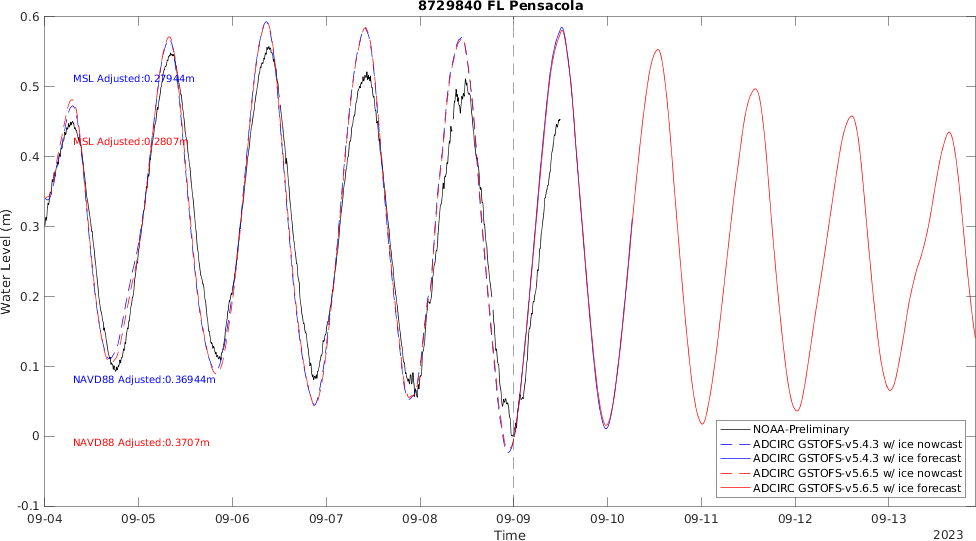 8729840 FL Pensacola
Water Level (m)
0.6
0.5
0.4
0.3
0.2
0.1
0
-0.1
MSL Adjusted:0.27944m
MSL Adjusted:0.2807m
NAVD88 Adjusted:0.36944m
NAVD88 Adjusted:0.3707m
NOAA-Preliminary
ADCIRC GSTOFS-v5.4.3 w/ ice nowcast
ADCIRC GSTOFS-v5.4.3 w/ ice forecast
ADCIRC GSTOFS-v5.6.5 w/ ice nowcast
ADCIRC GSTOFS-v5.6.5 w/ ice forecast
09-04 09-05 09-06 09-07 09-08 09-09 09-10 09-11 09-12 09-13
Time
2023